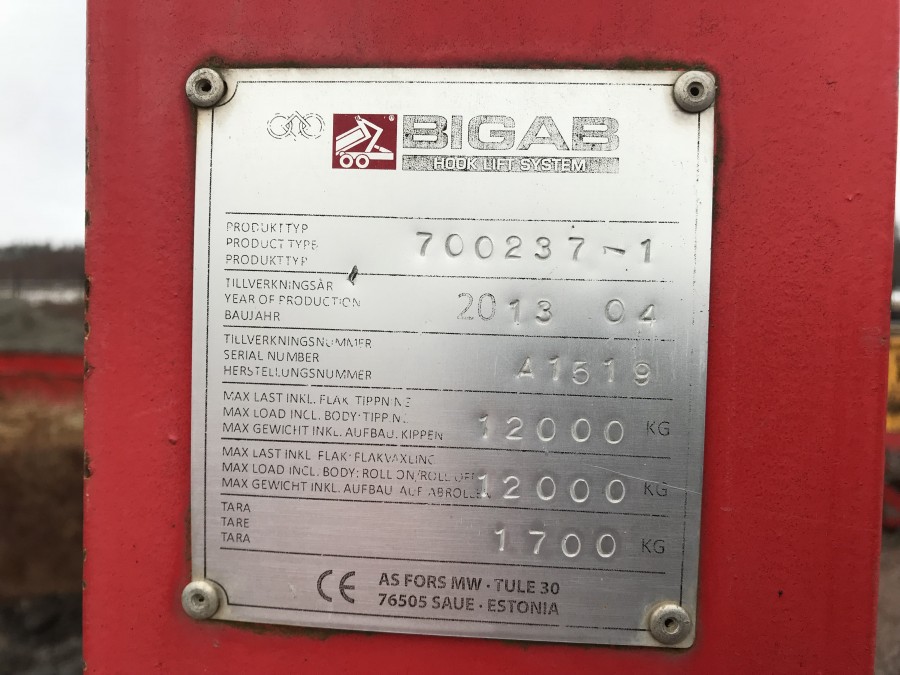 BIGAB
HOOK LIFT SYSTEM
PRODUKTTYP
PRODUCT TYPE
PRODUKTTYP
700237-1
TILLVERKNINGSÅR
YEAR OF PRODUCTION
BAUJAHR
2013 04
TILLVERKNINGSNUMMER
SERIAL NUMBER
HERSTELLUNGSNUMMER
A1519
MAX LAST INKL. FLAK TIPPNING
MAX LOAD INCL. BODY·TIPPING
MAX GEWICHT INKL. AUFBAU. KIPPEN
12000 KG
MAX LAST INKL FLAK·FLAKVÄXLING
MAX LOAD INCL. BODY: ROLL ON/ROLL OFF
MAX GEWICHT INKL. AUFBAU AUF ABROLLEN
12000 KG
TARA
TARE
TARA
1700 KG
CE
AS FORS MW · TULE 30
76505 SAUE · ESTONIA